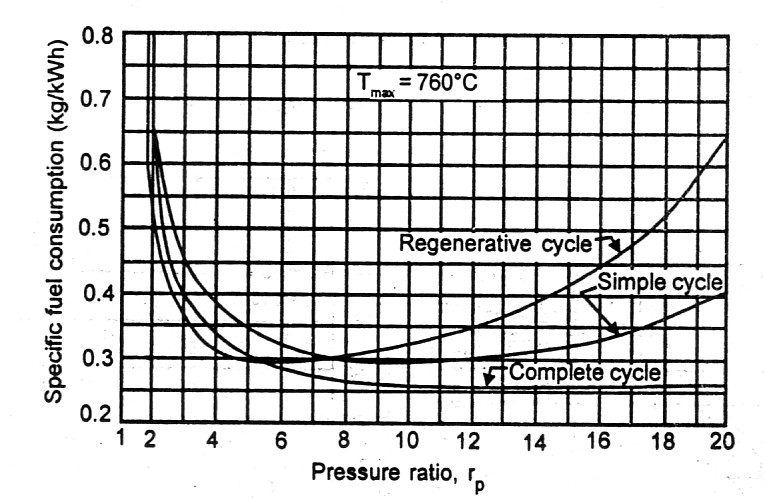 Specific fuel consumption (kg/kWh)
0.8
0.7
0.6
0.5
0.4
0.3
0.2
T max = 760°C
Regenerative cycle
Simple cycle
Complete cycle
1 2 4 6 8 10 12 14 16 18 20
Pressure ratio, rp